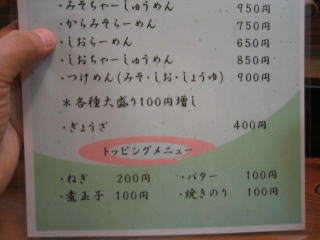 ・みそちゃーしゅうめん 950円
・からみそらーめん 750円
・しおらーめん 650円
・しおちゃーしゅうめん 850円
・つけめん(みそ・しお・しょうゆ) 900円
*各種大盛り100円増し
・ぎょうざ 400円
トッピングメニュー
・ねぎ 200円 ・バター 100円
・煮玉子 100円 ・焼きのり 100円